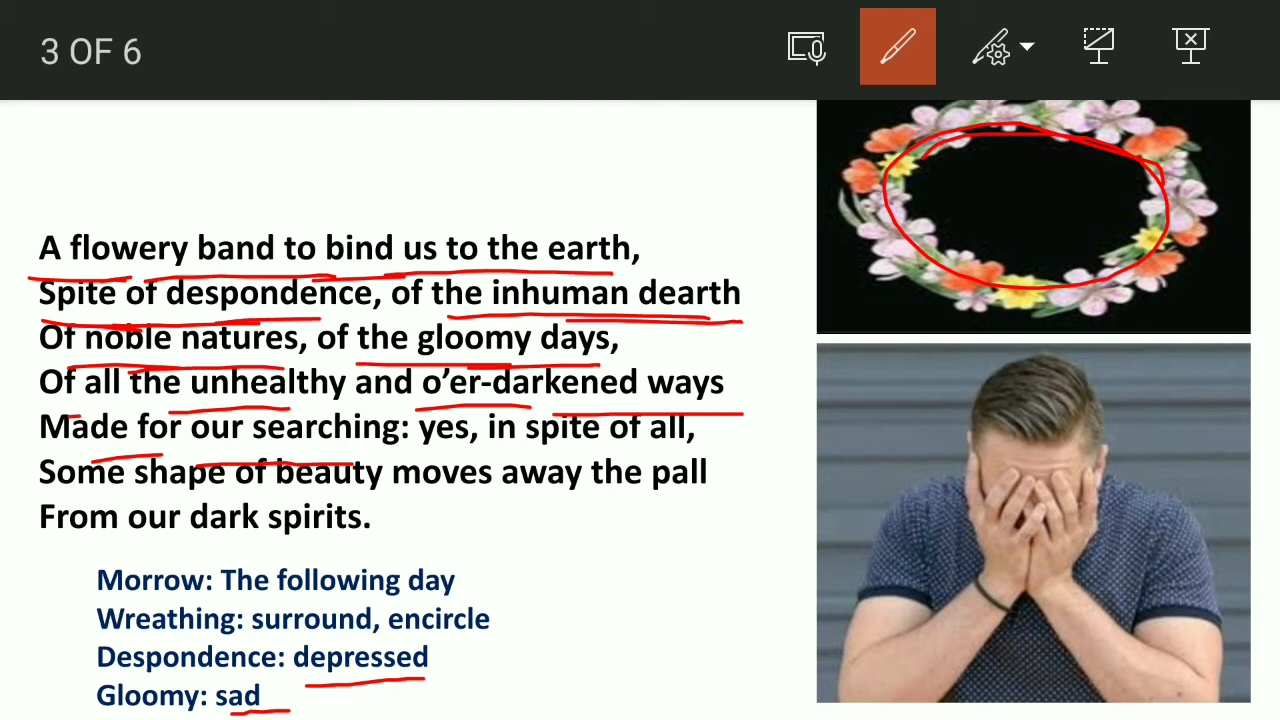 3 OF 6
A flowery band to bind us to the earth,
Spite of despondence, of the inhuman dearth
Of noble natures, of the gloomy days,
Of all the unhealthy and o’er-darkened ways
Made for our searching: yes, in spite of all,
Some shape of beauty moves away the pall
From our dark spirits.
Morrow: The following day
Wreathing: surround, encircle
Despondence: depressed
Gloomy: sad